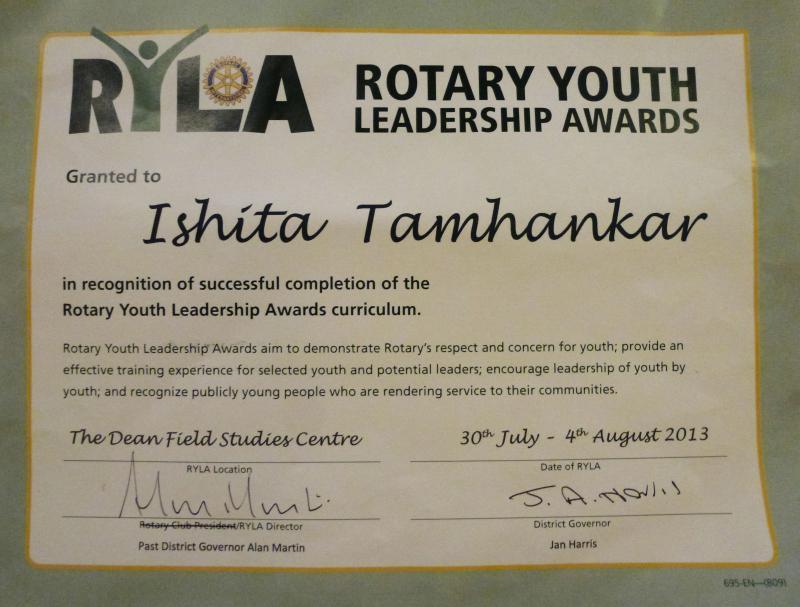 RYLA
ROTARY YOUTH
LEADERSHIP AWARDS
Granted to
Ishita Tamhankar
in recognition of successful completion of the
Rotary Youth Leadership Awards curriculum.
Rotary Youth Leadership Awards aim to demonstrate Rotary's respect and concern for youth; provide an
effective training experience for selected youth and potential leaders; encourage leadership of youth by
youth; and recognize publicly young people who are rendering service to their communities.
The Dean Field Studies Centre
30th July - 4th August 2013
RYLA Location
Date of RYLA
J. A. Harris
Rotary Club President/RYLA Director
District Governor
Past District Governor Alan Martin
Jan Harris
695-EN—(809)